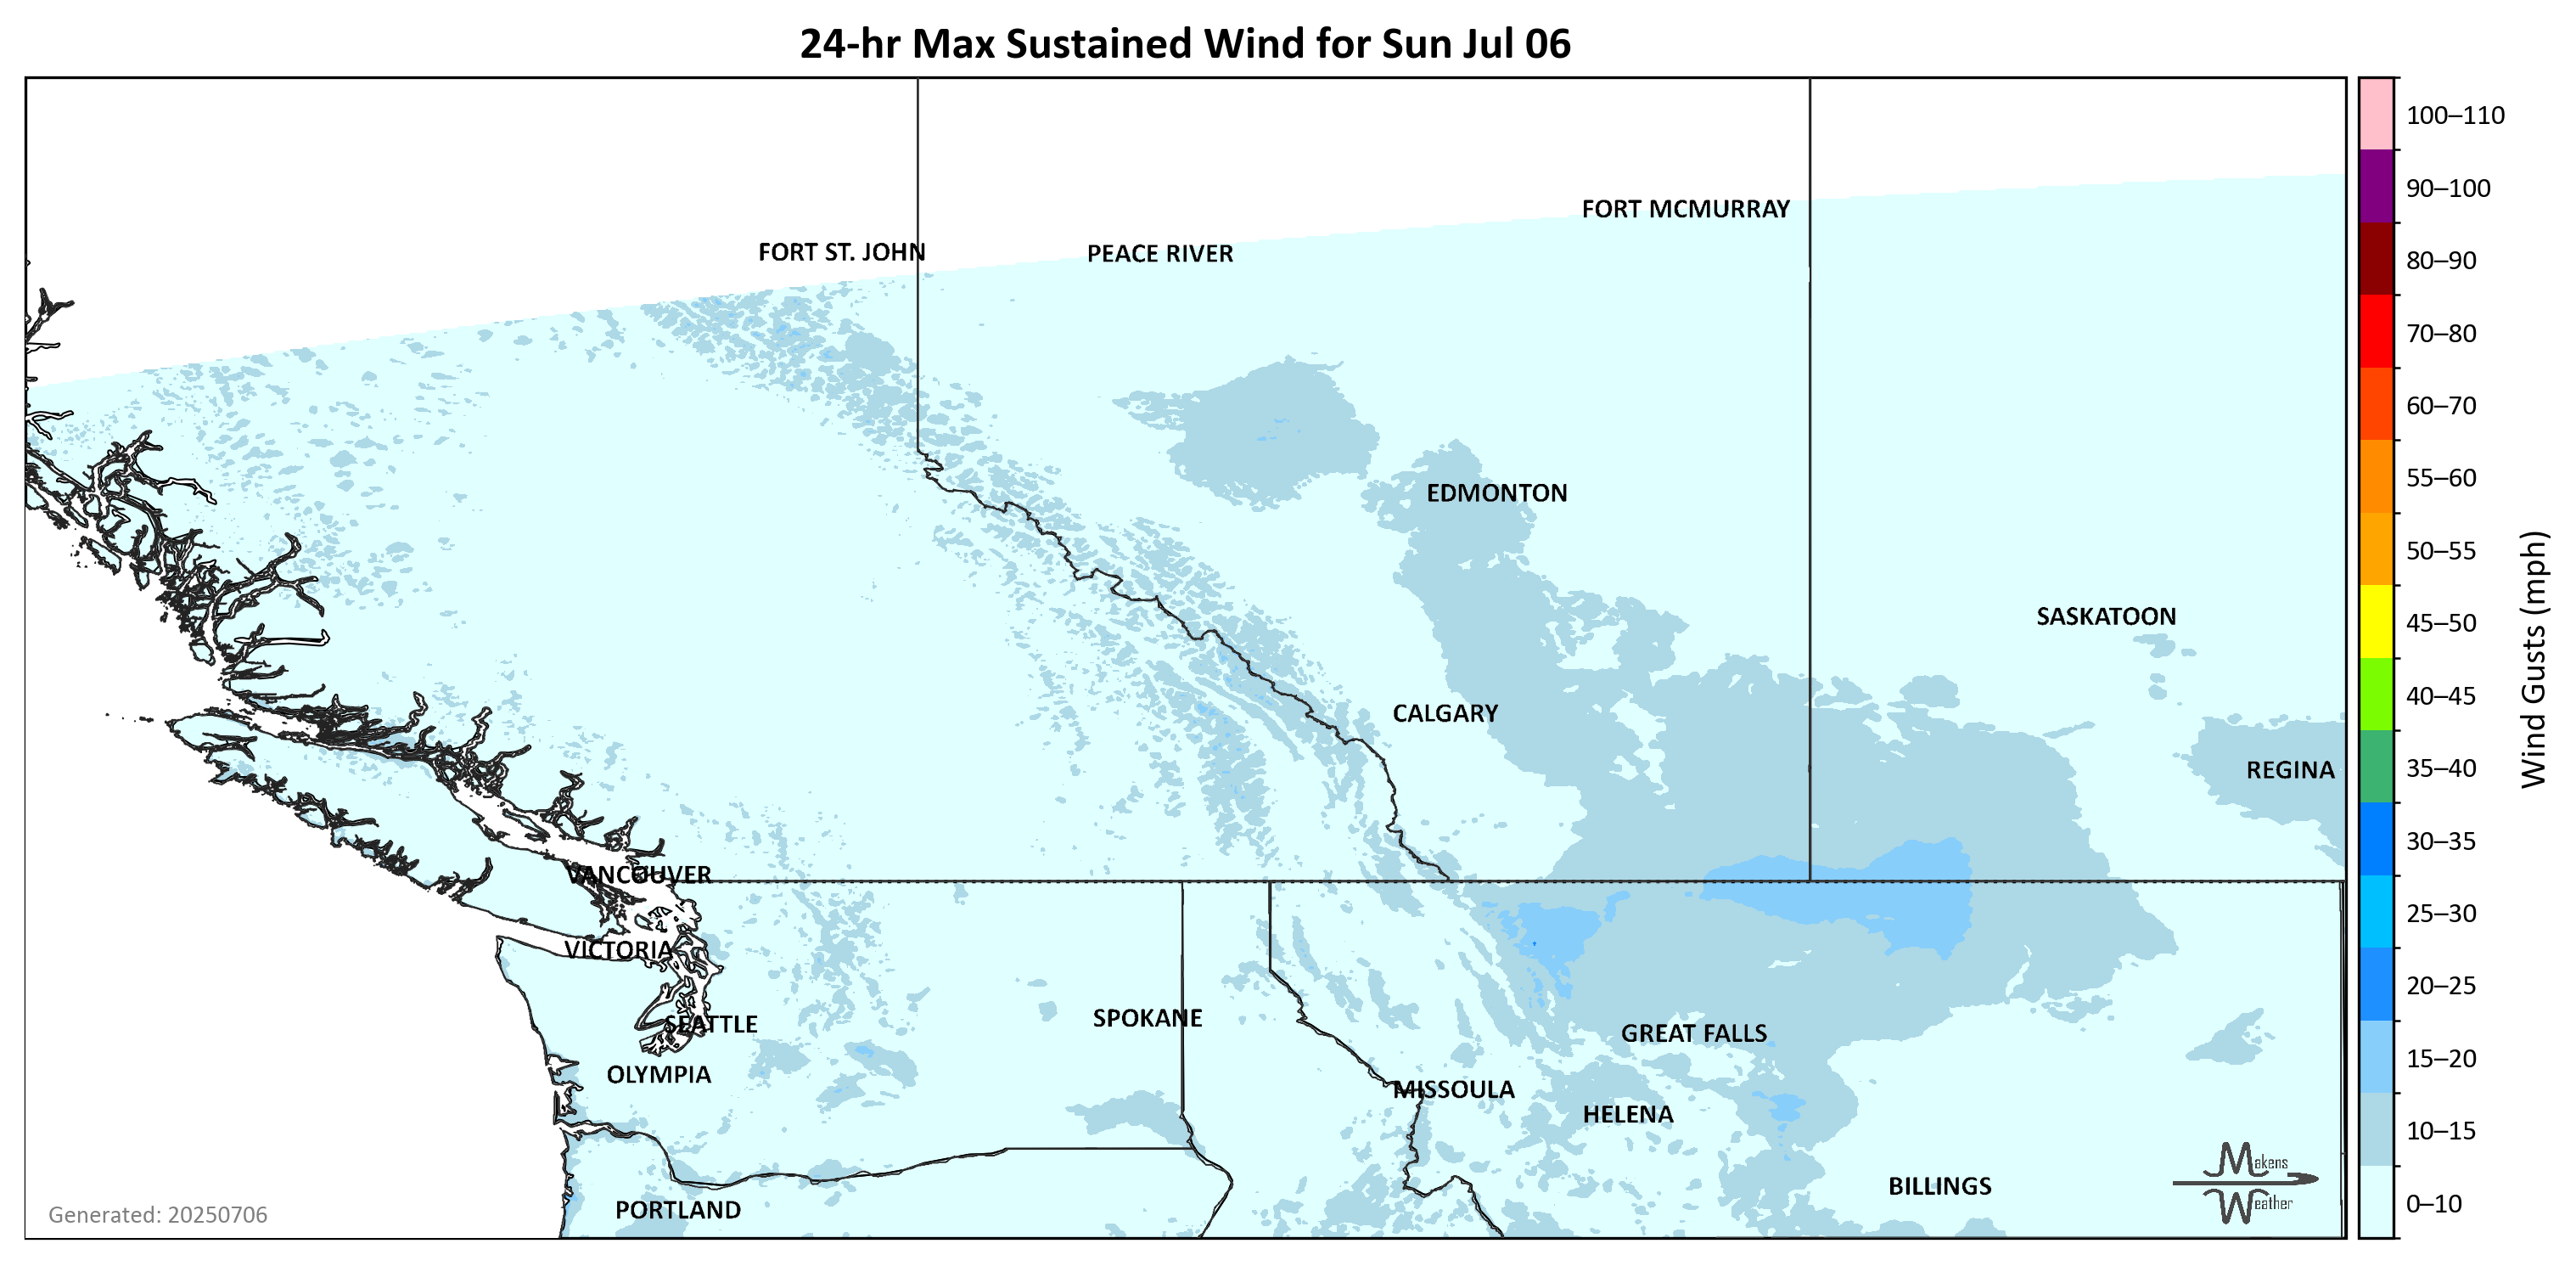 24-hr Max Sustained Wind for Sun Jul 06
100–110
90–100
80–90
70–80
60–70
55–60
50–55
45–50
40–45
35–40
30–35
25–30
20–25
15–20
10–15
0–10
Wind Gusts (mph)
FORT MCMURRAY
FORT ST. JOHN
PEACE RIVER
EDMONTON
SASKATOON
CALGARY
REGINA
VANCOUVER
VICTORIA
SEATTLE
SPOKANE
GREAT FALLS
OLYMPIA
MISSOULA
HELENA
BILLINGS
PORTLAND
Makens
Weather
Generated: 20250706